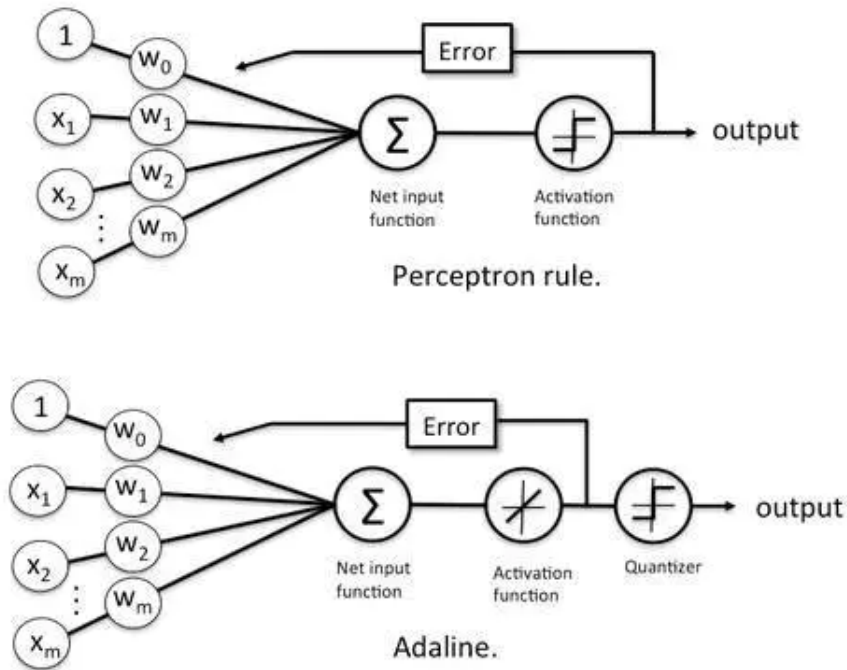 1
w0
Error
x1
w1
Σ
output
x2
w2
Net input
function
Activation
function
⋮
wm
xm
Perceptron rule.
1
w0
Error
x1
w1
Σ
output
x2
w2
Net input
function
Activation
function
Quantizer
⋮
wm
xm
Adaline.